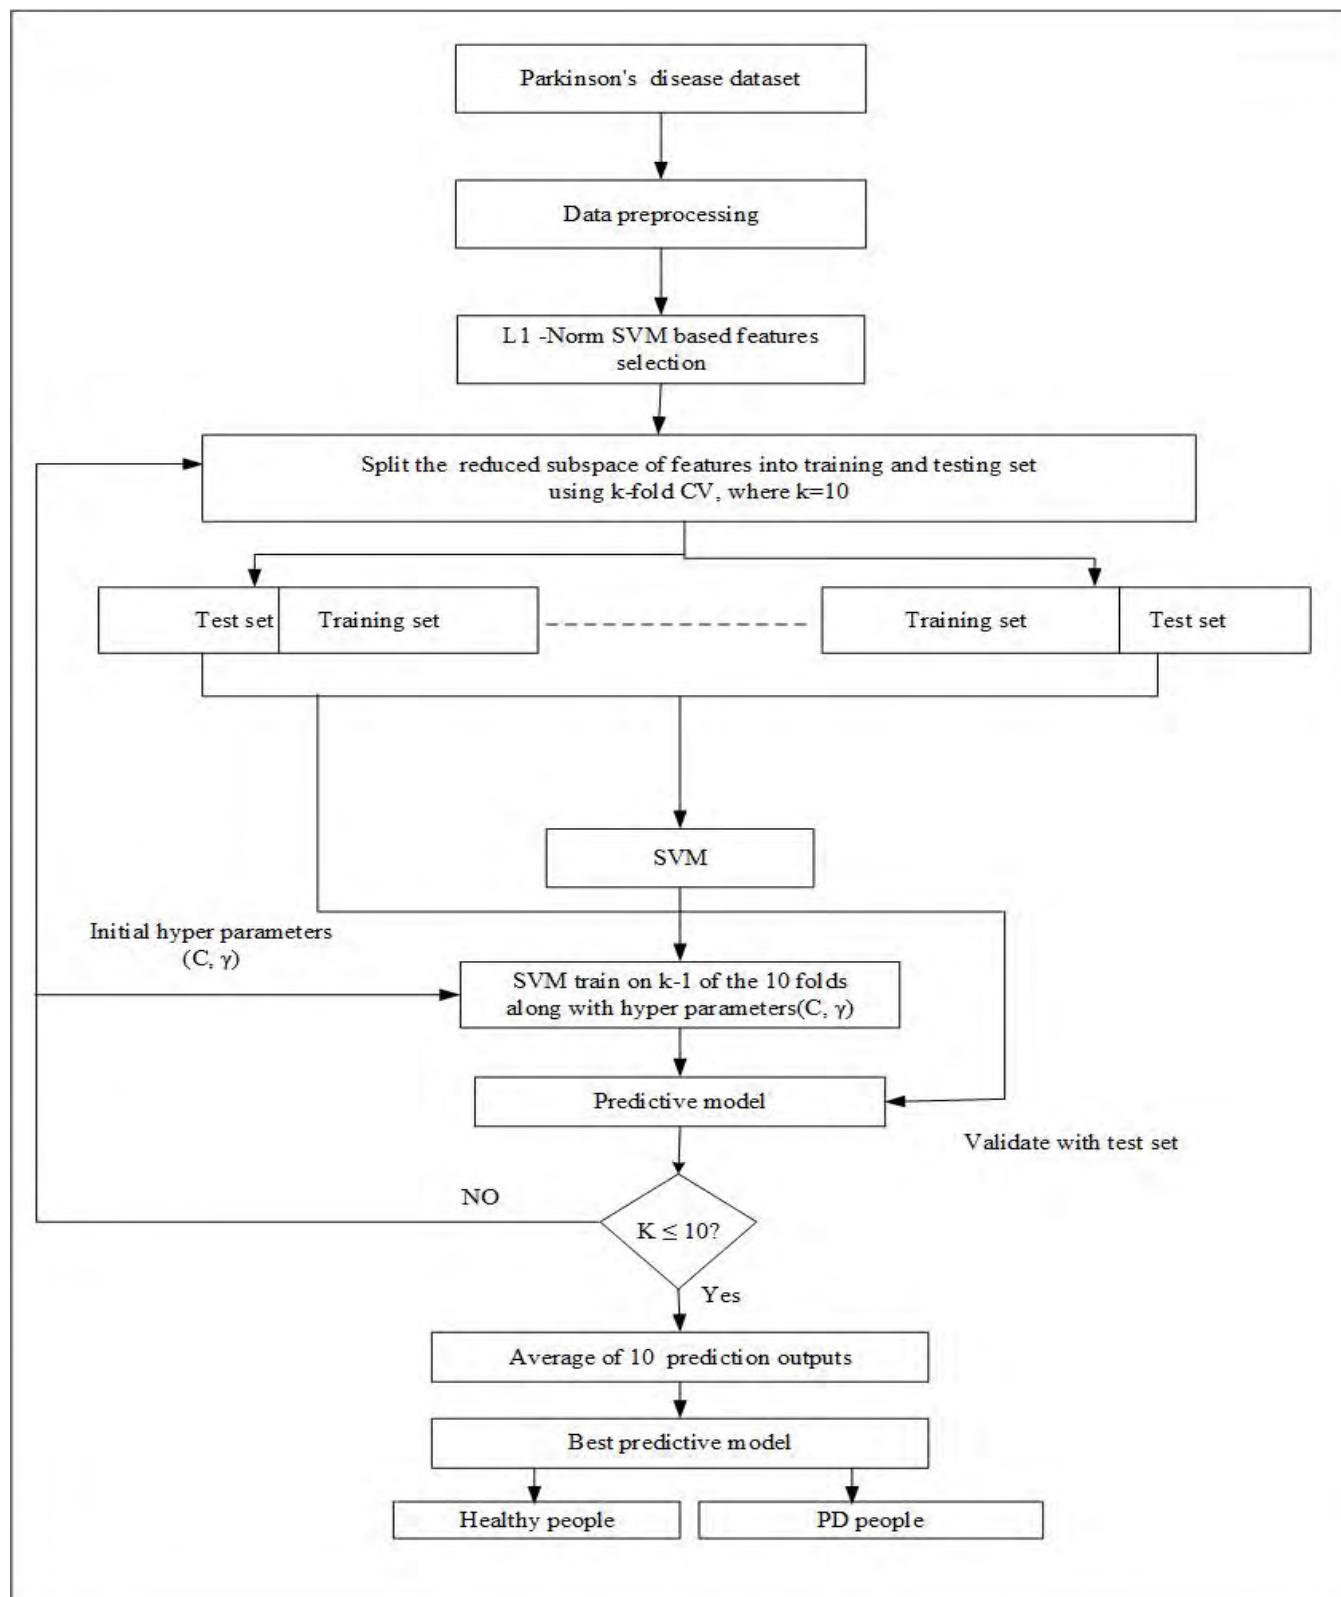 Parkinson's disease dataset
Data preprocessing
L1 -Norm SVM based features
selection
Split the reduced subspace of features into training and testing set
using k-fold CV, where k=10
Test set
Training set
Training set
Test set
SVM
Initial hyper parameters
(C, γ)
SVM train on k-1 of the 10 folds
along with hyper parameters(C, γ)
Predictive model
Validate with test set
NO
K ≤ 10?
Yes
Average of 10 prediction outputs
Best predictive model
Healthy people
PD people